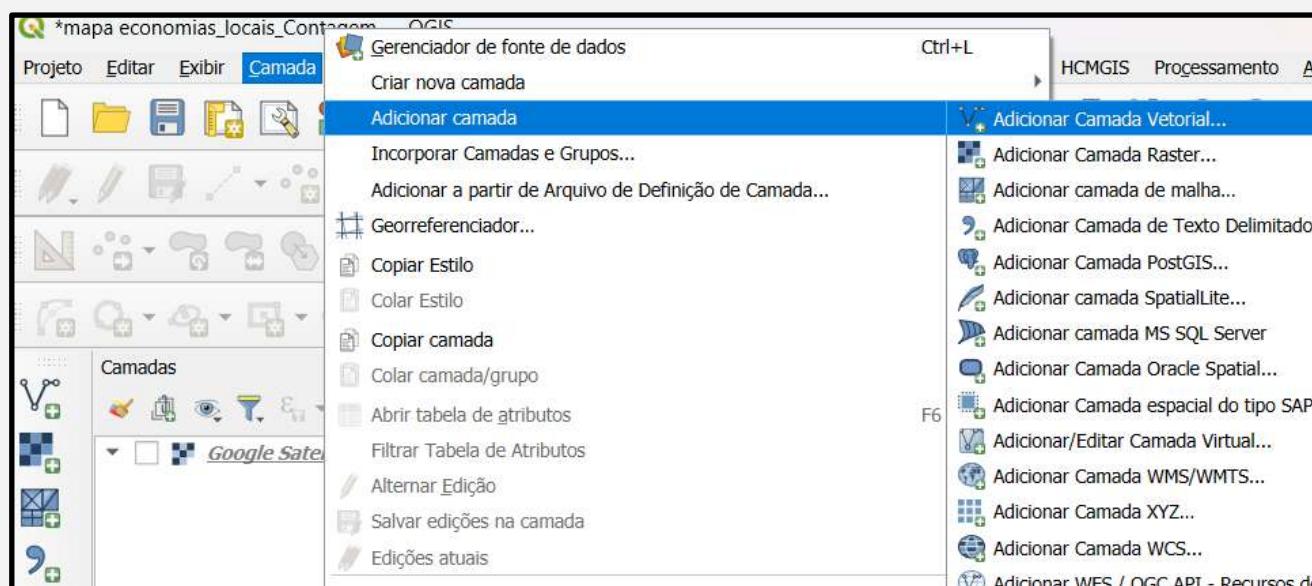 *mapa economias_locais_Contagem — QGIS
Projeto Editar Exibir Camada HCMGIS Processamento A
Gerenciador de fonte de dados Ctrl+L
Criar nova camada
Adicionar camada
Incorporar Camadas e Grupos...
Adicionar a partir de Arquivo de Definição de Camada...
Georreferenciador...
Copiar Estilo
Colar Estilo
Copiar camada
Colar camada/grupo
Abrir tabela de atributos F6
Filtrar Tabela de Atributos
Alternar Edição
Salvar edições na camada
Edições atuais
Adicionar Camada Vetorial...
Adicionar Camada Raster...
Adicionar camada de malha...
Adicionar Camada de Texto Delimitado
Adicionar Camada PostGIS...
Adicionar camada SpatialLite...
Adicionar camada MS SQL Server
Adicionar Camada Oracle Spatial...
Adicionar Camada espacial do tipo SAP
Adicionar/Editar Camada Virtual...
Adicionar Camada WMS/WMTS...
Adicionar Camada XYZ...
Adicionar Camada WCS...
Adicionar WFS / OGC API - Recursos d
Camadas
Google Sate